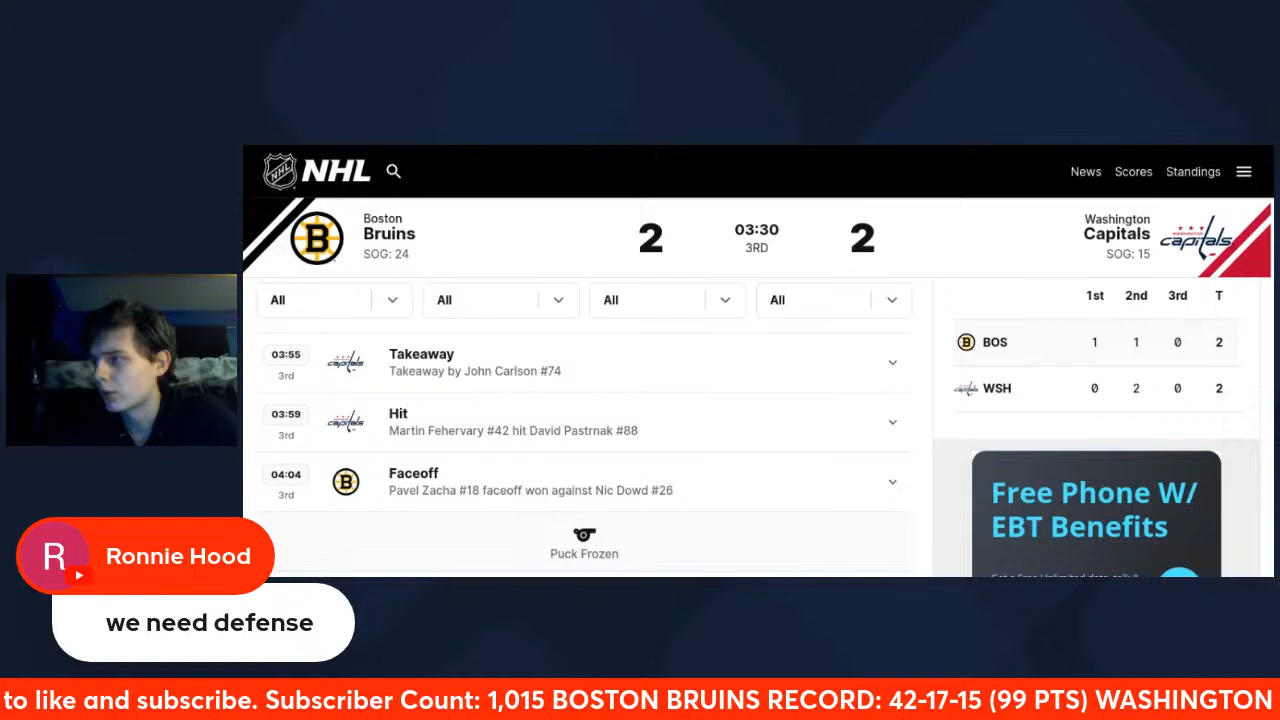 NHL
NHL
News Scores Standings
Boston
Bruins
SOG: 24
2
03:30
3RD
2
Washington
Capitals
SOG: 15
B
capitals
All
All
All
All
1st 2nd 3rd T
B BOS 1 1 0 2
capitals WSH 0 2 0 2
03:55
3rd
capitals
Takeaway
Takeaway by John Carlson #74
03:59
3rd
capitals
Hit
Martin Fehervary #42 hit David Pastrnak #88
04:04
3rd
B
Faceoff
Pavel Zacha #18 faceoff won against Nic Dowd #26
Puck Frozen
Free Phone W/
EBT Benefits
R
Ronnie Hood
we need defense
to like and subscribe. Subscriber Count: 1,015 BOSTON BRUINS RECORD: 42-17-15 (99 PTS) WASHINGTON